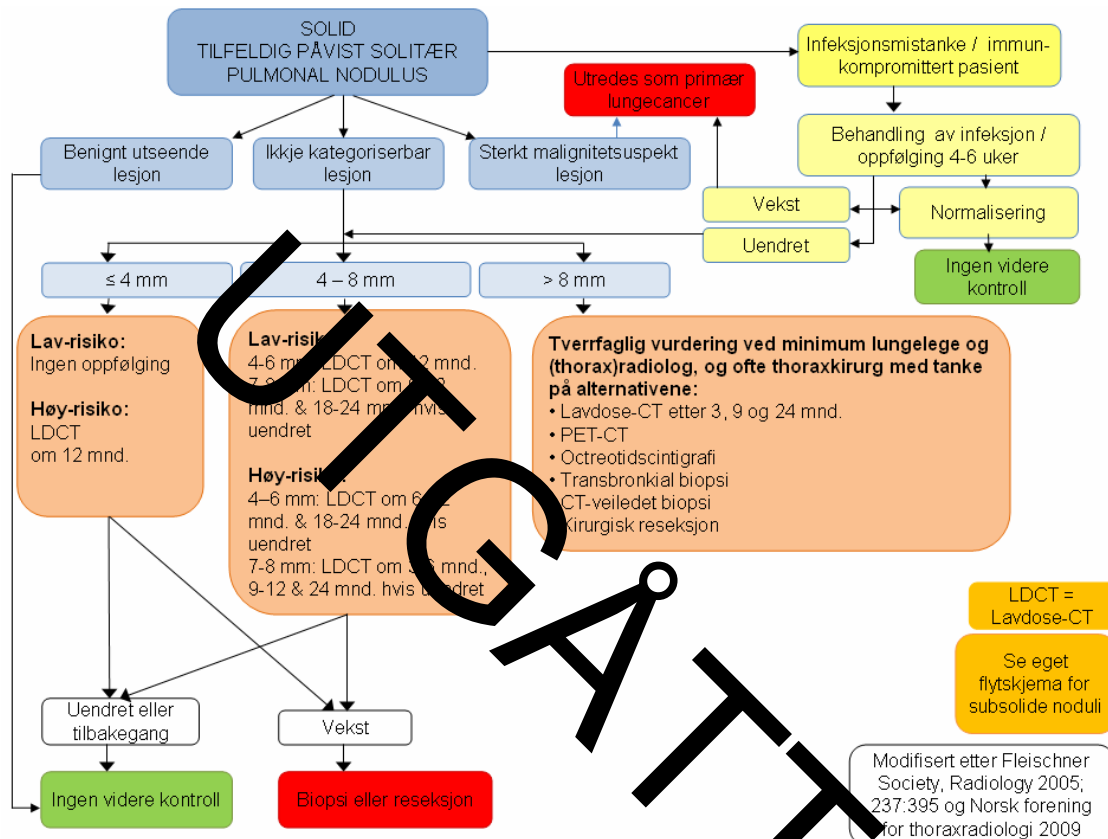 SOLID
TILFELDIG PÅVIST SOLITÆR
PULMONAL NODULUS
Infeksjonsmistanke / immun-
kompromittert pasient
Utredes som primær
lungecancer
Behandling av infeksjon /
oppfølging 4-6 uker
Benignt utseende
lesjon
Ikkje kategoriserbar
lesjon
Sterkt malignitetsuspekt
lesjon
Vekst
Normalisering
Uendret
Ingen videre
kontroll
≤ 4 mm
4 – 8 mm
> 8 mm
Lav-risiko:
Ingen oppfølging
Høy-risiko:
LDCT
om 12 mnd.
Lav-risiko:
4-6 mm: LDCT om 12 mnd.
mm: LDCT om
mnd. & 18-24 mnd. hvis
uendret
Høy-risiko:
4–6 mm: LDCT om
mnd. & 18-24 mnd. hvis
uendret
7-8 mm: LDCT om mnd.,
9-12 & 24 mnd. hvis uendret
Tverrfaglig vurdering ved minimum lungelege og
(thorax)radiolog, og ofte thoraxkirurg med tanke
på alternativene:
• Lavdose-CT etter 3, 9 og 24 mnd.
• PET-CT
• Octreotidscintigrafi
• Transbronkial biopsi
• CT-veiledet biopsi
• Kirurgisk reseksjon
UTGÅTT
LDCT =
Lavdose-CT
Se eget
flytskjema for
subsolide noduli
Uendret eller
tilbakegang
Vekst
Ingen videre kontroll
Biopsi eller reseksjon
Modifisert etter Fleischner
Society, Radiology 2005;
237:395 og Norsk forening
for thoraxradiologi 2009